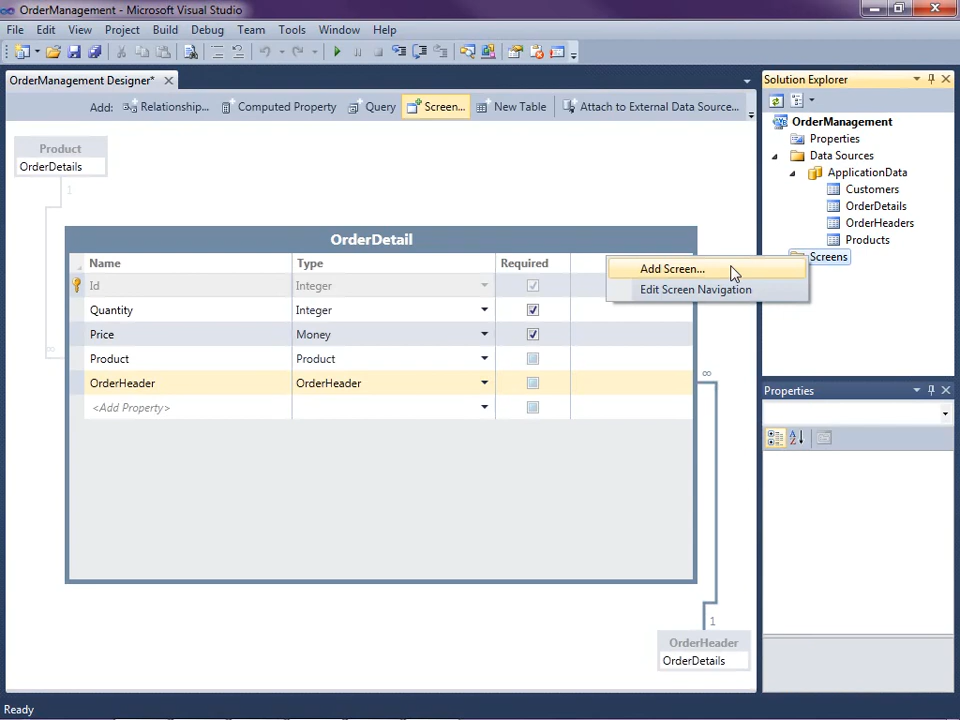 OrderManagement - Microsoft Visual Studio
File Edit View Project Build Debug Team Tools Window Help
OrderManagement Designer*
Add: Relationship... Computed Property Query Screen... New Table Attach to External Data Source...
Product
OrderDetails
1
∞
OrderDetail
Name Type Required
Id Integer
Quantity Integer
Price Money
Product Product
OrderHeader OrderHeader
<Add Property>
Add Screen...
Edit Screen Navigation
∞
1
OrderHeader
OrderDetails
Solution Explorer
OrderManagement
Properties
Data Sources
ApplicationData
Customers
OrderDetails
OrderHeaders
Products
Screens
Properties
Ready